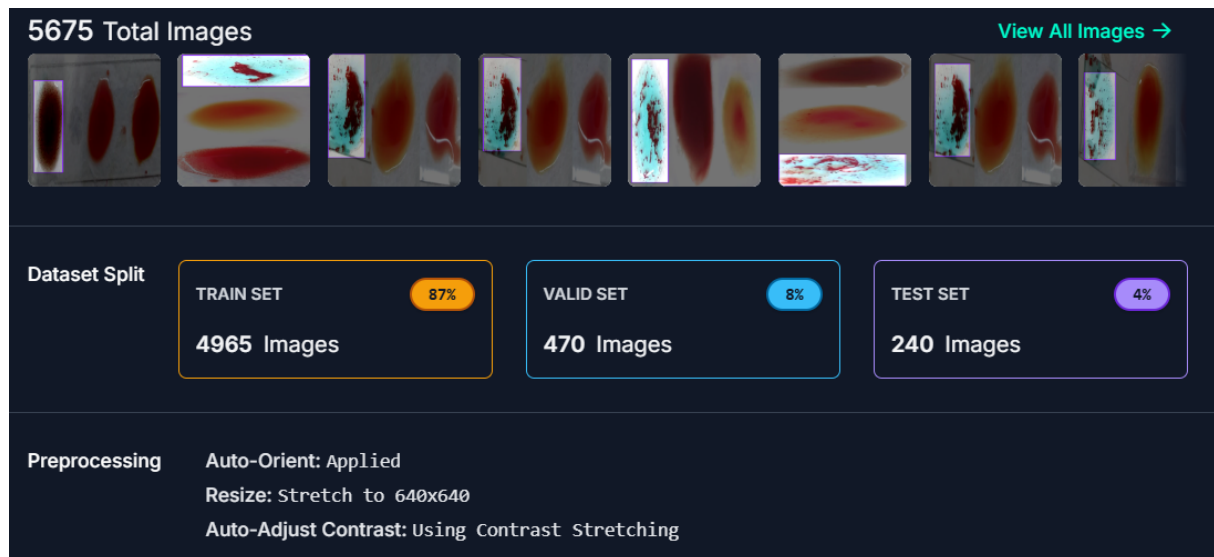 5675 Total Images
View All Images →
Dataset Split
TRAIN SET 87%
4965 Images
VALID SET 8%
470 Images
TEST SET 4%
240 Images
Preprocessing
Auto-Orient: Applied
Resize: Stretch to 640x640
Auto-Adjust Contrast: Using Contrast Stretching